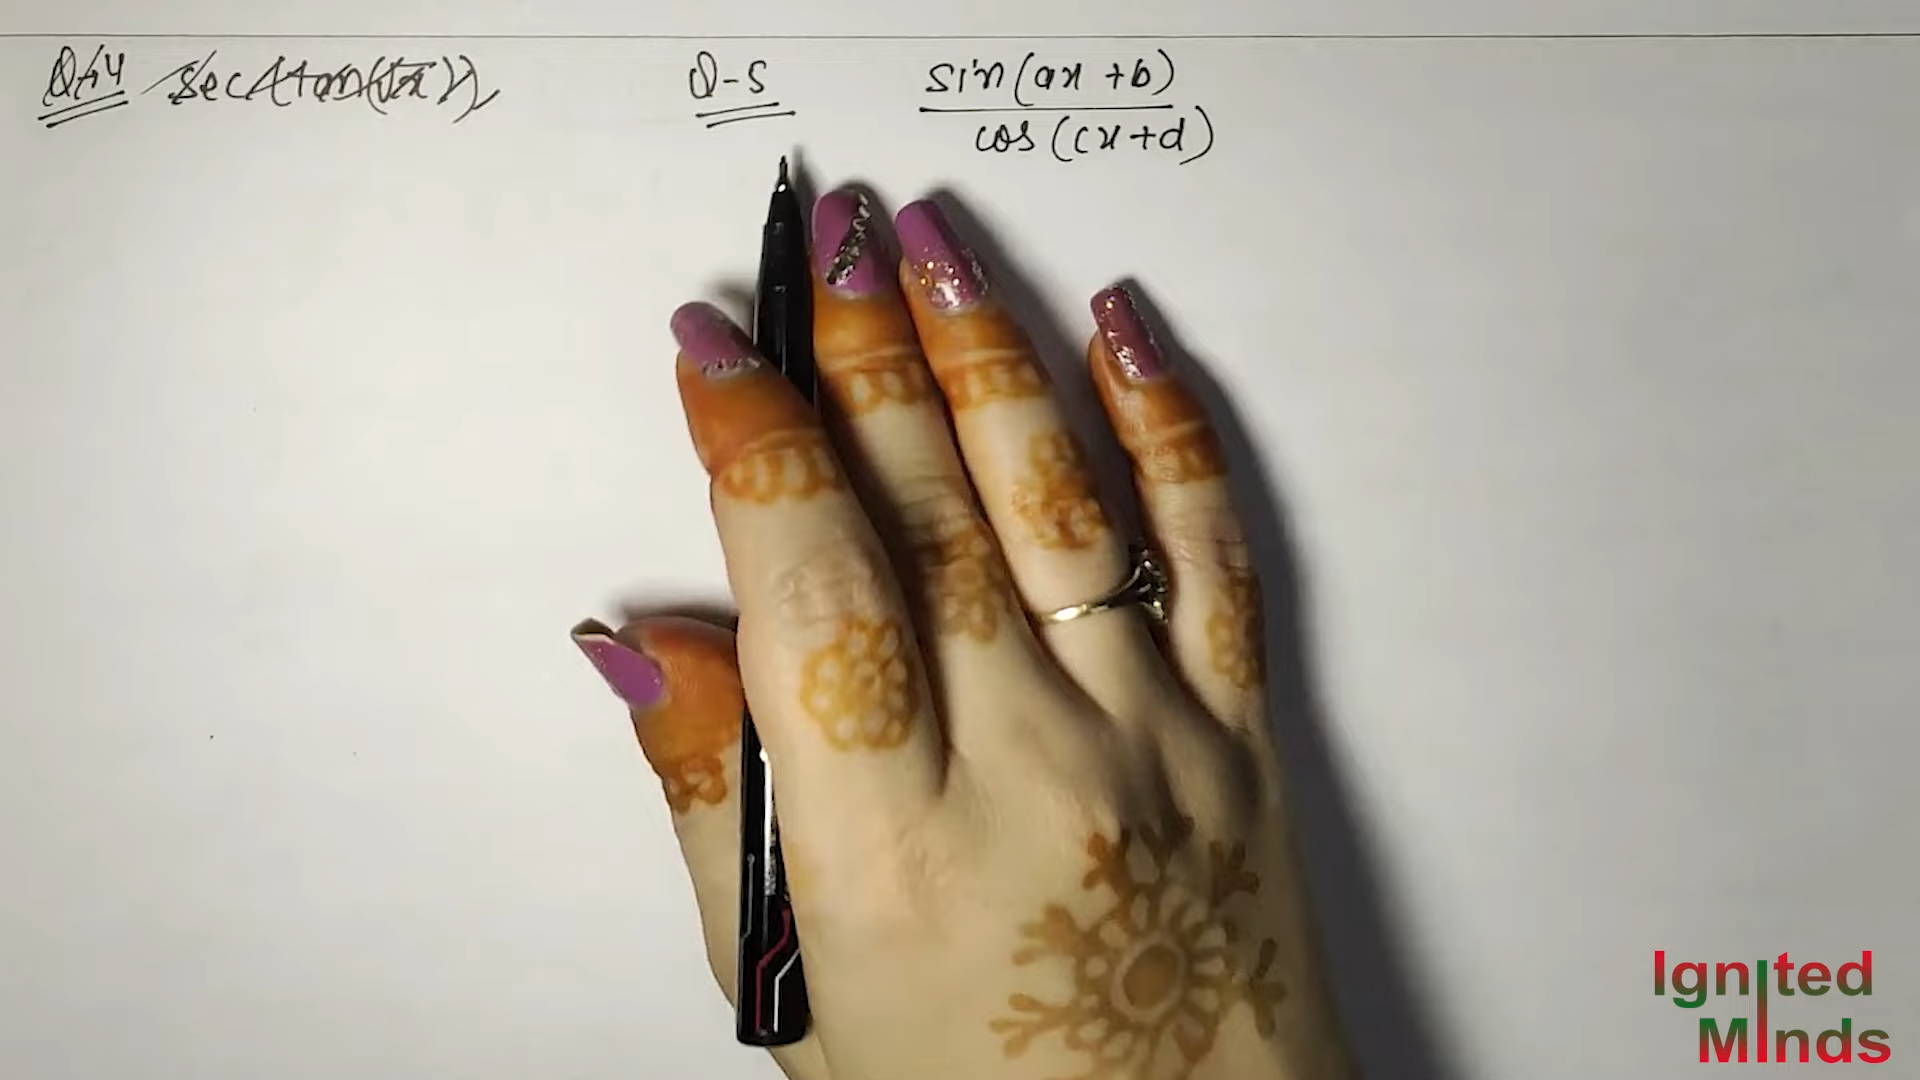 Q-4 sec(tan(√x))
Q-5 sin(ax+b)
cos(cx+d)
Ignited
Minds